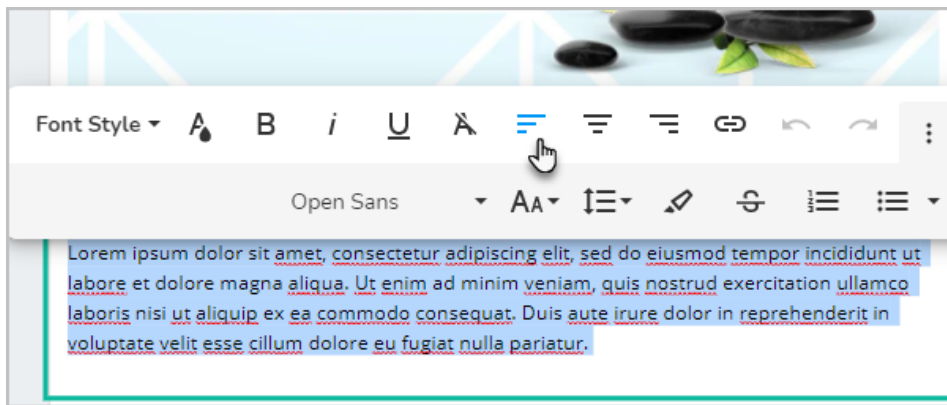 Font Style
B i U A
Open Sans
AA
Lorem ipsum dolor sit amet, consectetur adipiscing elit, sed do eiusmod tempor incididunt ut
labore et dolore magna aliqua. Ut enim ad minim veniam, quis nostrud exercitation ullamco
laboris nisi ut aliquip ex ea commodo consequat. Duis aute irure dolor in reprehenderit in
voluptate velit esse cillum dolore eu fugiat nulla pariatur.